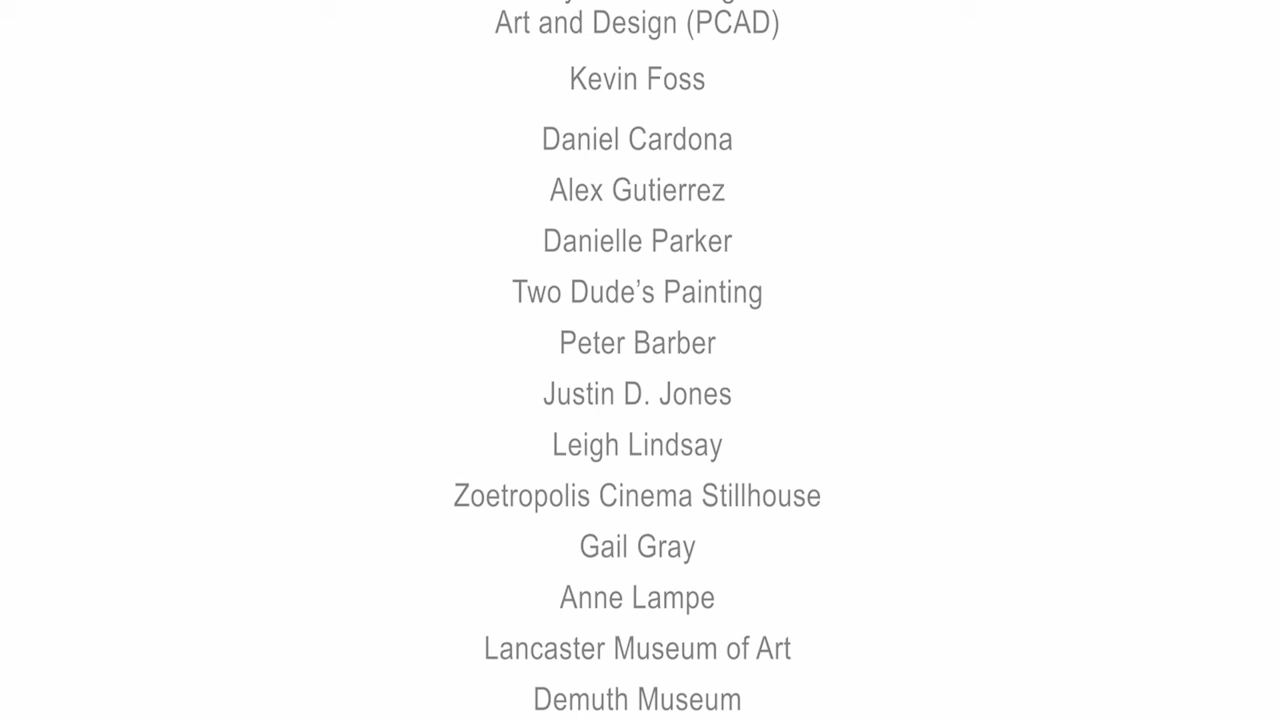 Art and Design (PCAD)
Kevin Foss
Daniel Cardona
Alex Gutierrez
Danielle Parker
Two Dude’s Painting
Peter Barber
Justin D. Jones
Leigh Lindsay
Zoetropolis Cinema Stillhouse
Gail Gray
Anne Lampe
Lancaster Museum of Art
Demuth Museum